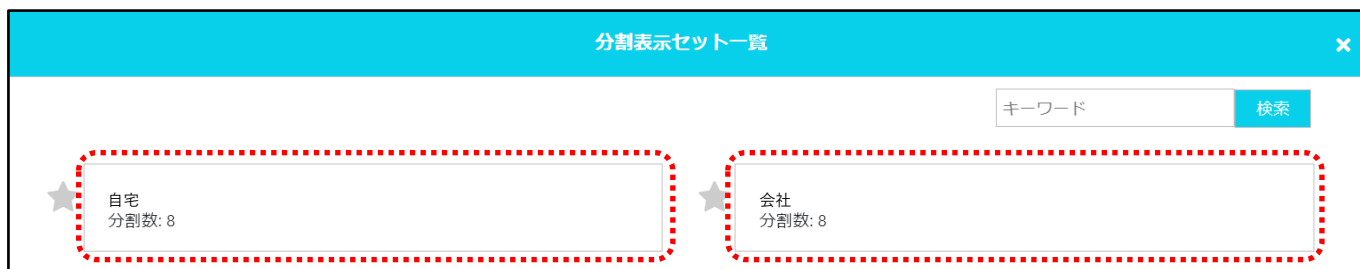 分割表示セット一覧
キーワード 検索
自宅
分割数: 8
会社
分割数: 8